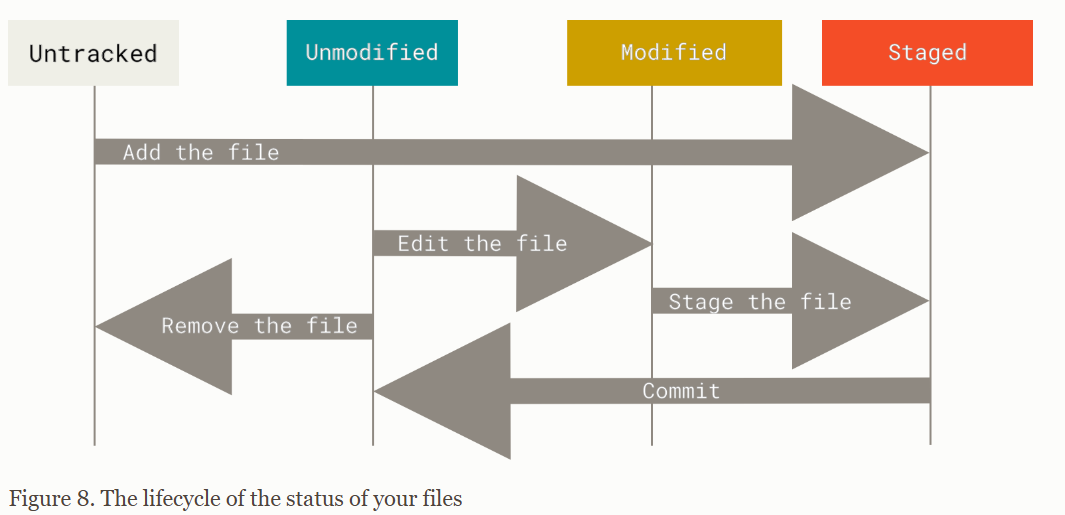 Untracked
Unmodified
Modified
Staged
Add the file
Edit the file
Stage the file
Remove the file
Commit
Figure 8. The lifecycle of the status of your files